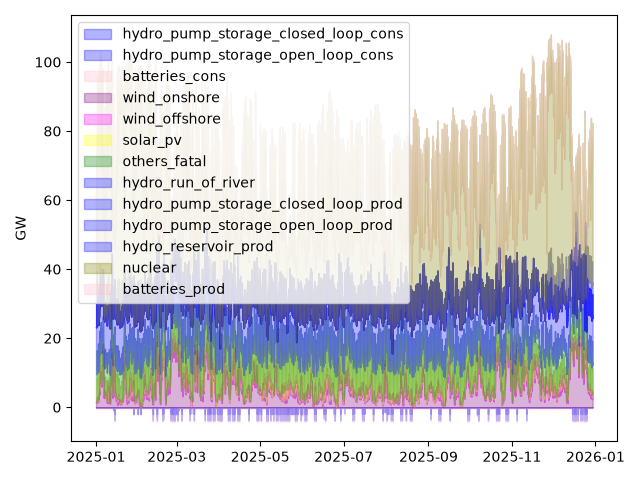 hydro_pump_storage_closed_loop_cons
hydro_pump_storage_open_loop_cons
batteries_cons
wind_onshore
wind_offshore
solar_pv
others_fatal
hydro_run_of_river
hydro_pump_storage_closed_loop_prod
hydro_pump_storage_open_loop_prod
hydro_reservoir_prod
nuclear
batteries_prod
GW
100
80
60
40
20
0
2025-01
2025-03
2025-05
2025-07
2025-09
2025-11
2026-01